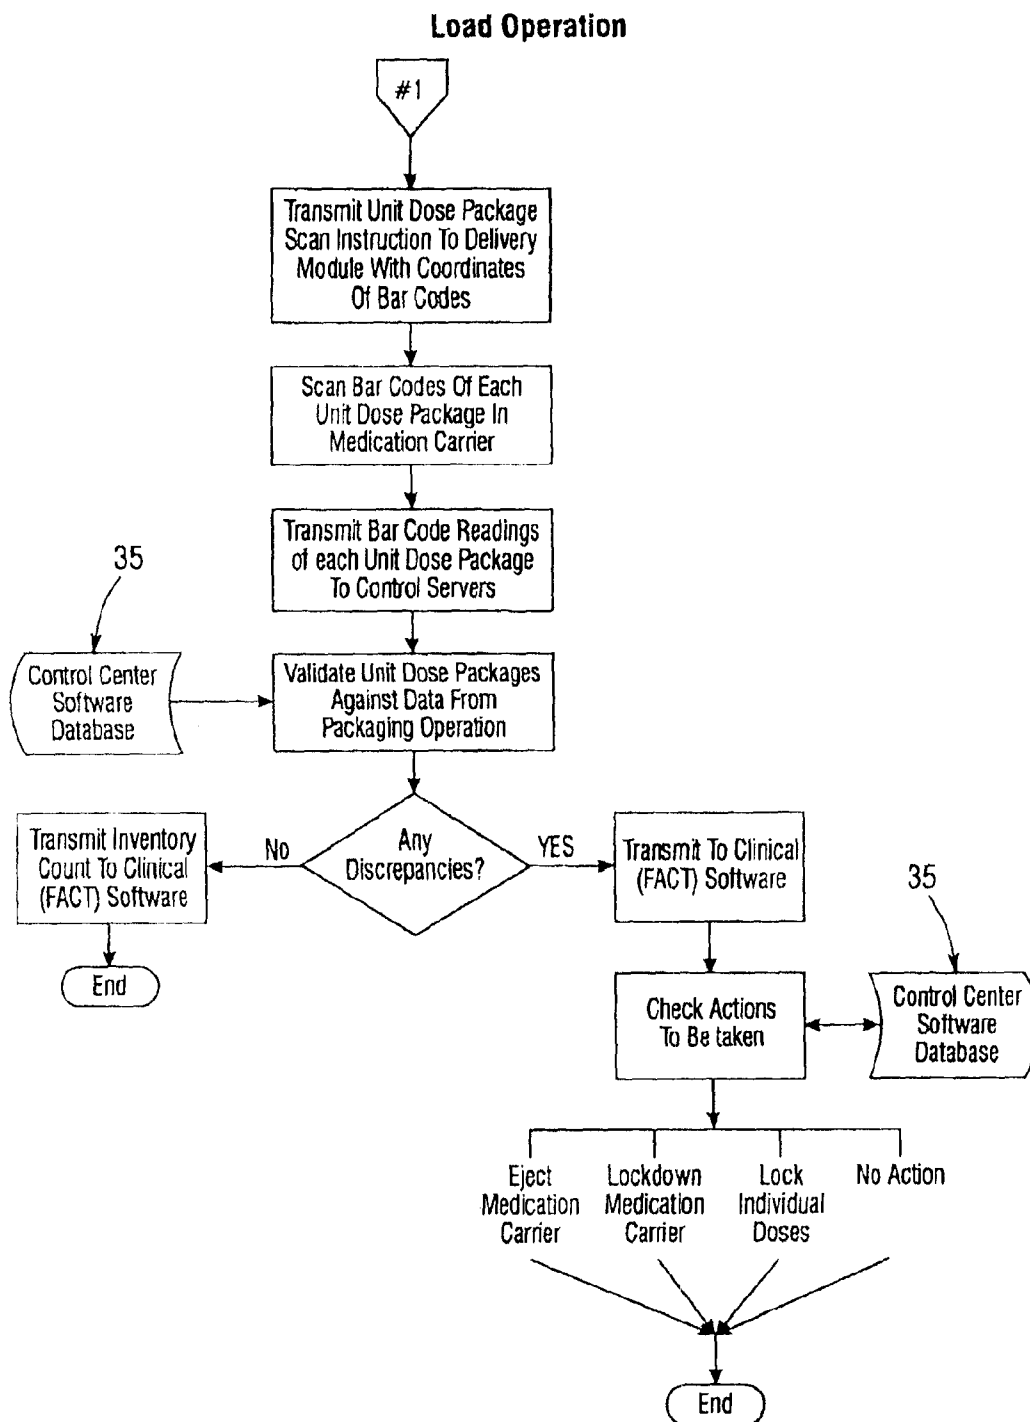 Load Operation
#1
Transmit Unit Dose Package
Scan Instruction To Delivery
Module With Coordinates
Of Bar Codes
Scan Bar Codes Of Each
Unit Dose Package In
Medication Carrier
Transmit Bar Code Readings
of each Unit Dose Package
To Control Servers
35
Control Center
Software
Database
Validate Unit Dose Packages
Against Data From
Packaging Operation
Any
Discrepancies?
No
YES
Transmit Inventory
Count To Clinical
(FACT) Software
End
Transmit To Clinical
(FACT) Software
35
Check Actions
To Be taken
Control Center
Software
Database
Eject
Medication
Carrier
Lockdown
Medication
Carrier
Lock
Individual
Doses
No Action
End